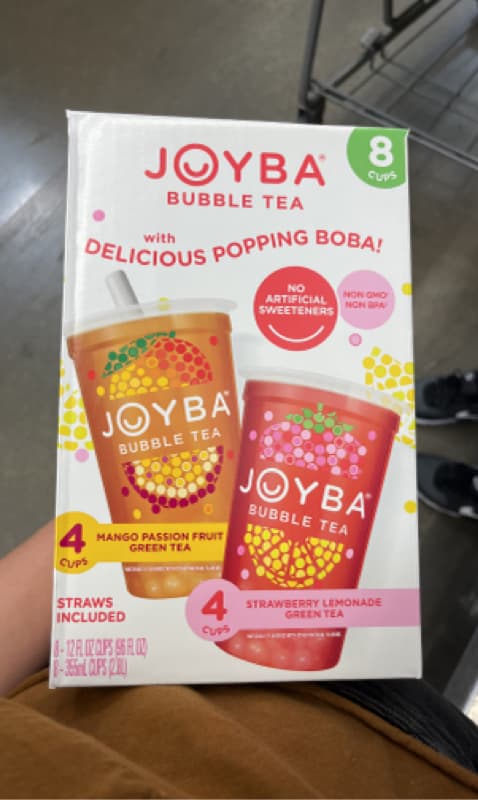 JOYBA®
BUBBLE TEA
8
CUPS
with
DELICIOUS POPPING BOBA!
NO
ARTIFICIAL
SWEETENERS
NON GMO
NON BPA
JOYBA
BUBBLE TEA
JOYBA
BUBBLE TEA
4
CUPS
MANGO PASSION FRUIT
GREEN TEA
4
CUPS
STRAWBERRY LEMONADE
GREEN TEA
STRAWS
INCLUDED
8 - 12 FL OZ CUPS (96 FL OZ)
8 - 355mL CUPS (2.8L)